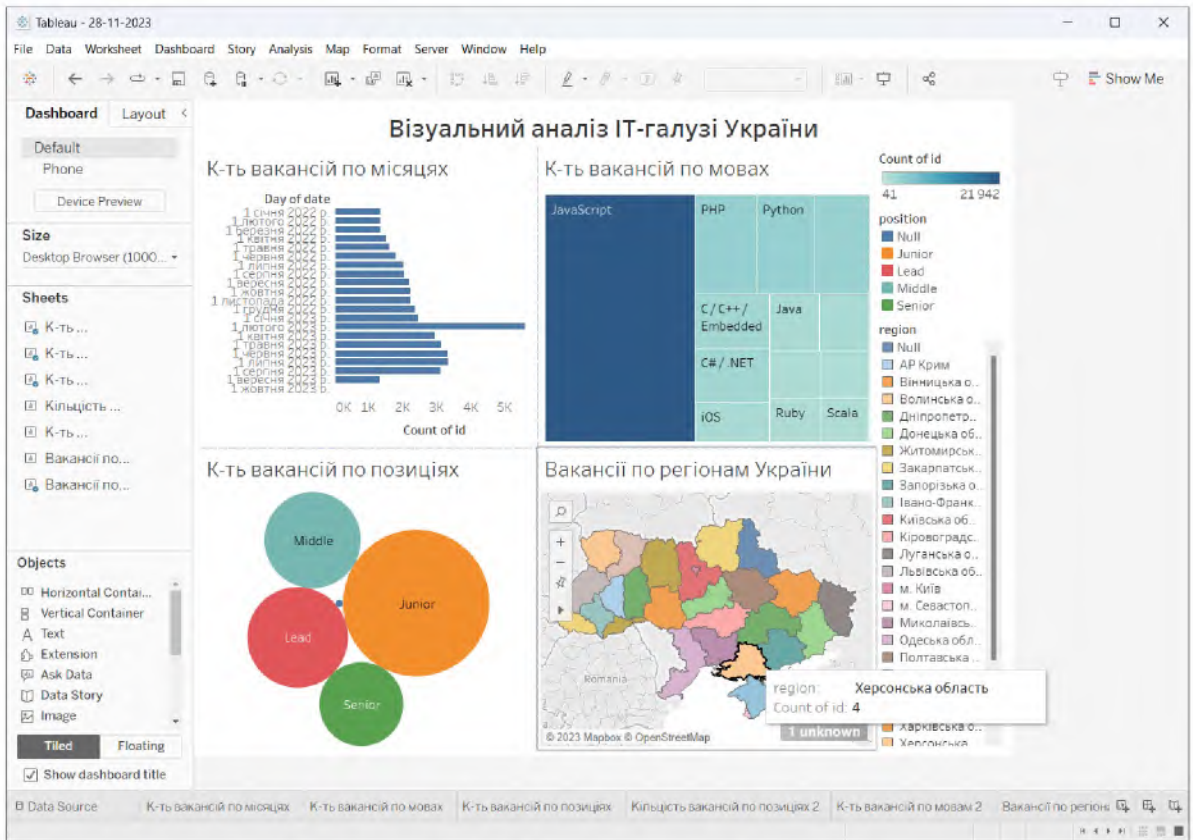 Tableau - 28-11-2023
File Data Worksheet Dashboard Story Analysis Map Format Server Window Help
Show Me
Dashboard Layout
Default
Phone
Device Preview
Size
Desktop Browser (1000...
Sheets
К-ть ...
К-ть ...
К-ть ...
Кількість ...
К-ть ...
Вакансії по...
Вакансії по...
Objects
Horizontal Contai...
Vertical Container
Text
Extension
Ask Data
Data Story
Image
Tiled Floating
Show dashboard title
Візуальний аналіз ІТ-галузі України
К-ть вакансій по місяцях
Day of date
1 січня 2022 р.
1 лютого 2022 р.
1 березня 2022 р.
1 квітня 2022 р.
1 травня 2022 р.
1 червня 2022 р.
1 липня 2022 р.
1 серпня 2022 р.
1 вересня 2022 р.
1 жовтня 2022 р.
1 листопада 2022 р.
1 грудня 2022 р.
1 січня 2023 р.
1 лютого 2023 р.
1 квітня 2023 р.
1 травня 2023 р.
1 червня 2023 р.
1 липня 2023 р.
1 серпня 2023 р.
1 вересня 2023 р.
1 жовтня 2023 р.
0K 1K 2K 3K 4K 5K
Count of id
К-ть вакансій по мовах
JavaScript
PHP
Python
C / C++ /
Embedded
Java
C# / .NET
iOS
Ruby
Scala
К-ть вакансій по позиціях
Middle
Junior
Lead
Senior
Вакансії по регіонам України
Romania
region: Херсонська область
Count of id: 4
© 2023 Mapbox © OpenStreetMap
1 unknown
Count of id
41 21 942
position
Null
Junior
Lead
Middle
Senior
region
Null
АР Крим
Вінницька о...
Волинська о...
Дніпропетр...
Донецька об...
Житомирськ...
Закарпатськ...
Запорізька о...
Івано-Франк...
Київська об...
Кіровоградс...
Луганська о...
Львівська об...
м. Київ
м. Севастоп...
Миколаївсь...
Одеська обл...
Полтавська ...
Харківська о...
Херсонська
Data Source К-ть вакансій по місяцях К-ть вакансій по мовах К-ть вакансій по позиціях Кількість вакансій по позиціях 2 К-ть вакансій по мовам 2 Вакансії по регіона